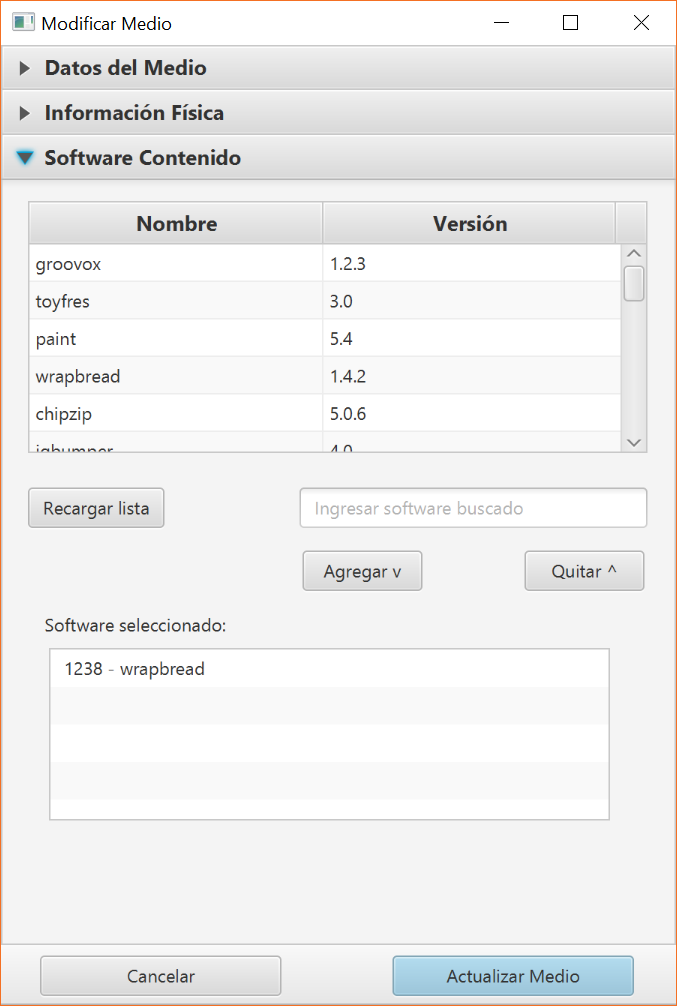 Modificar Medio
Datos del Medio
Información Física
Software Contenido
Nombre Versión
groovox 1.2.3
toyfres 3.0
paint 5.4
wrapbread 1.4.2
chipzip 5.0.6
4.0
Recargar lista Ingresar software buscado
Agregar v Quitar ^
Software seleccionado:
1238 - wrapbread
Cancelar Actualizar Medio